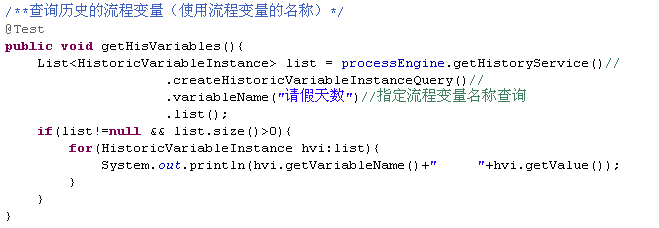 /**查询历史的流程变量（使用流程变量的名称）*/
@Test
public void getHisVariables(){
    List<HistoricVariableInstance> list = processEngine.getHistoryService()//
                    .createHistoricVariableInstanceQuery()//
                    .variableName("请假天数")//指定流程变量名称查询
                    .list();
    if(list!=null && list.size()>0){
        for(HistoricVariableInstance hvi:list){
            System.out.println(hvi.getVariableName()+"     "+hvi.getValue());
        }
    }
}